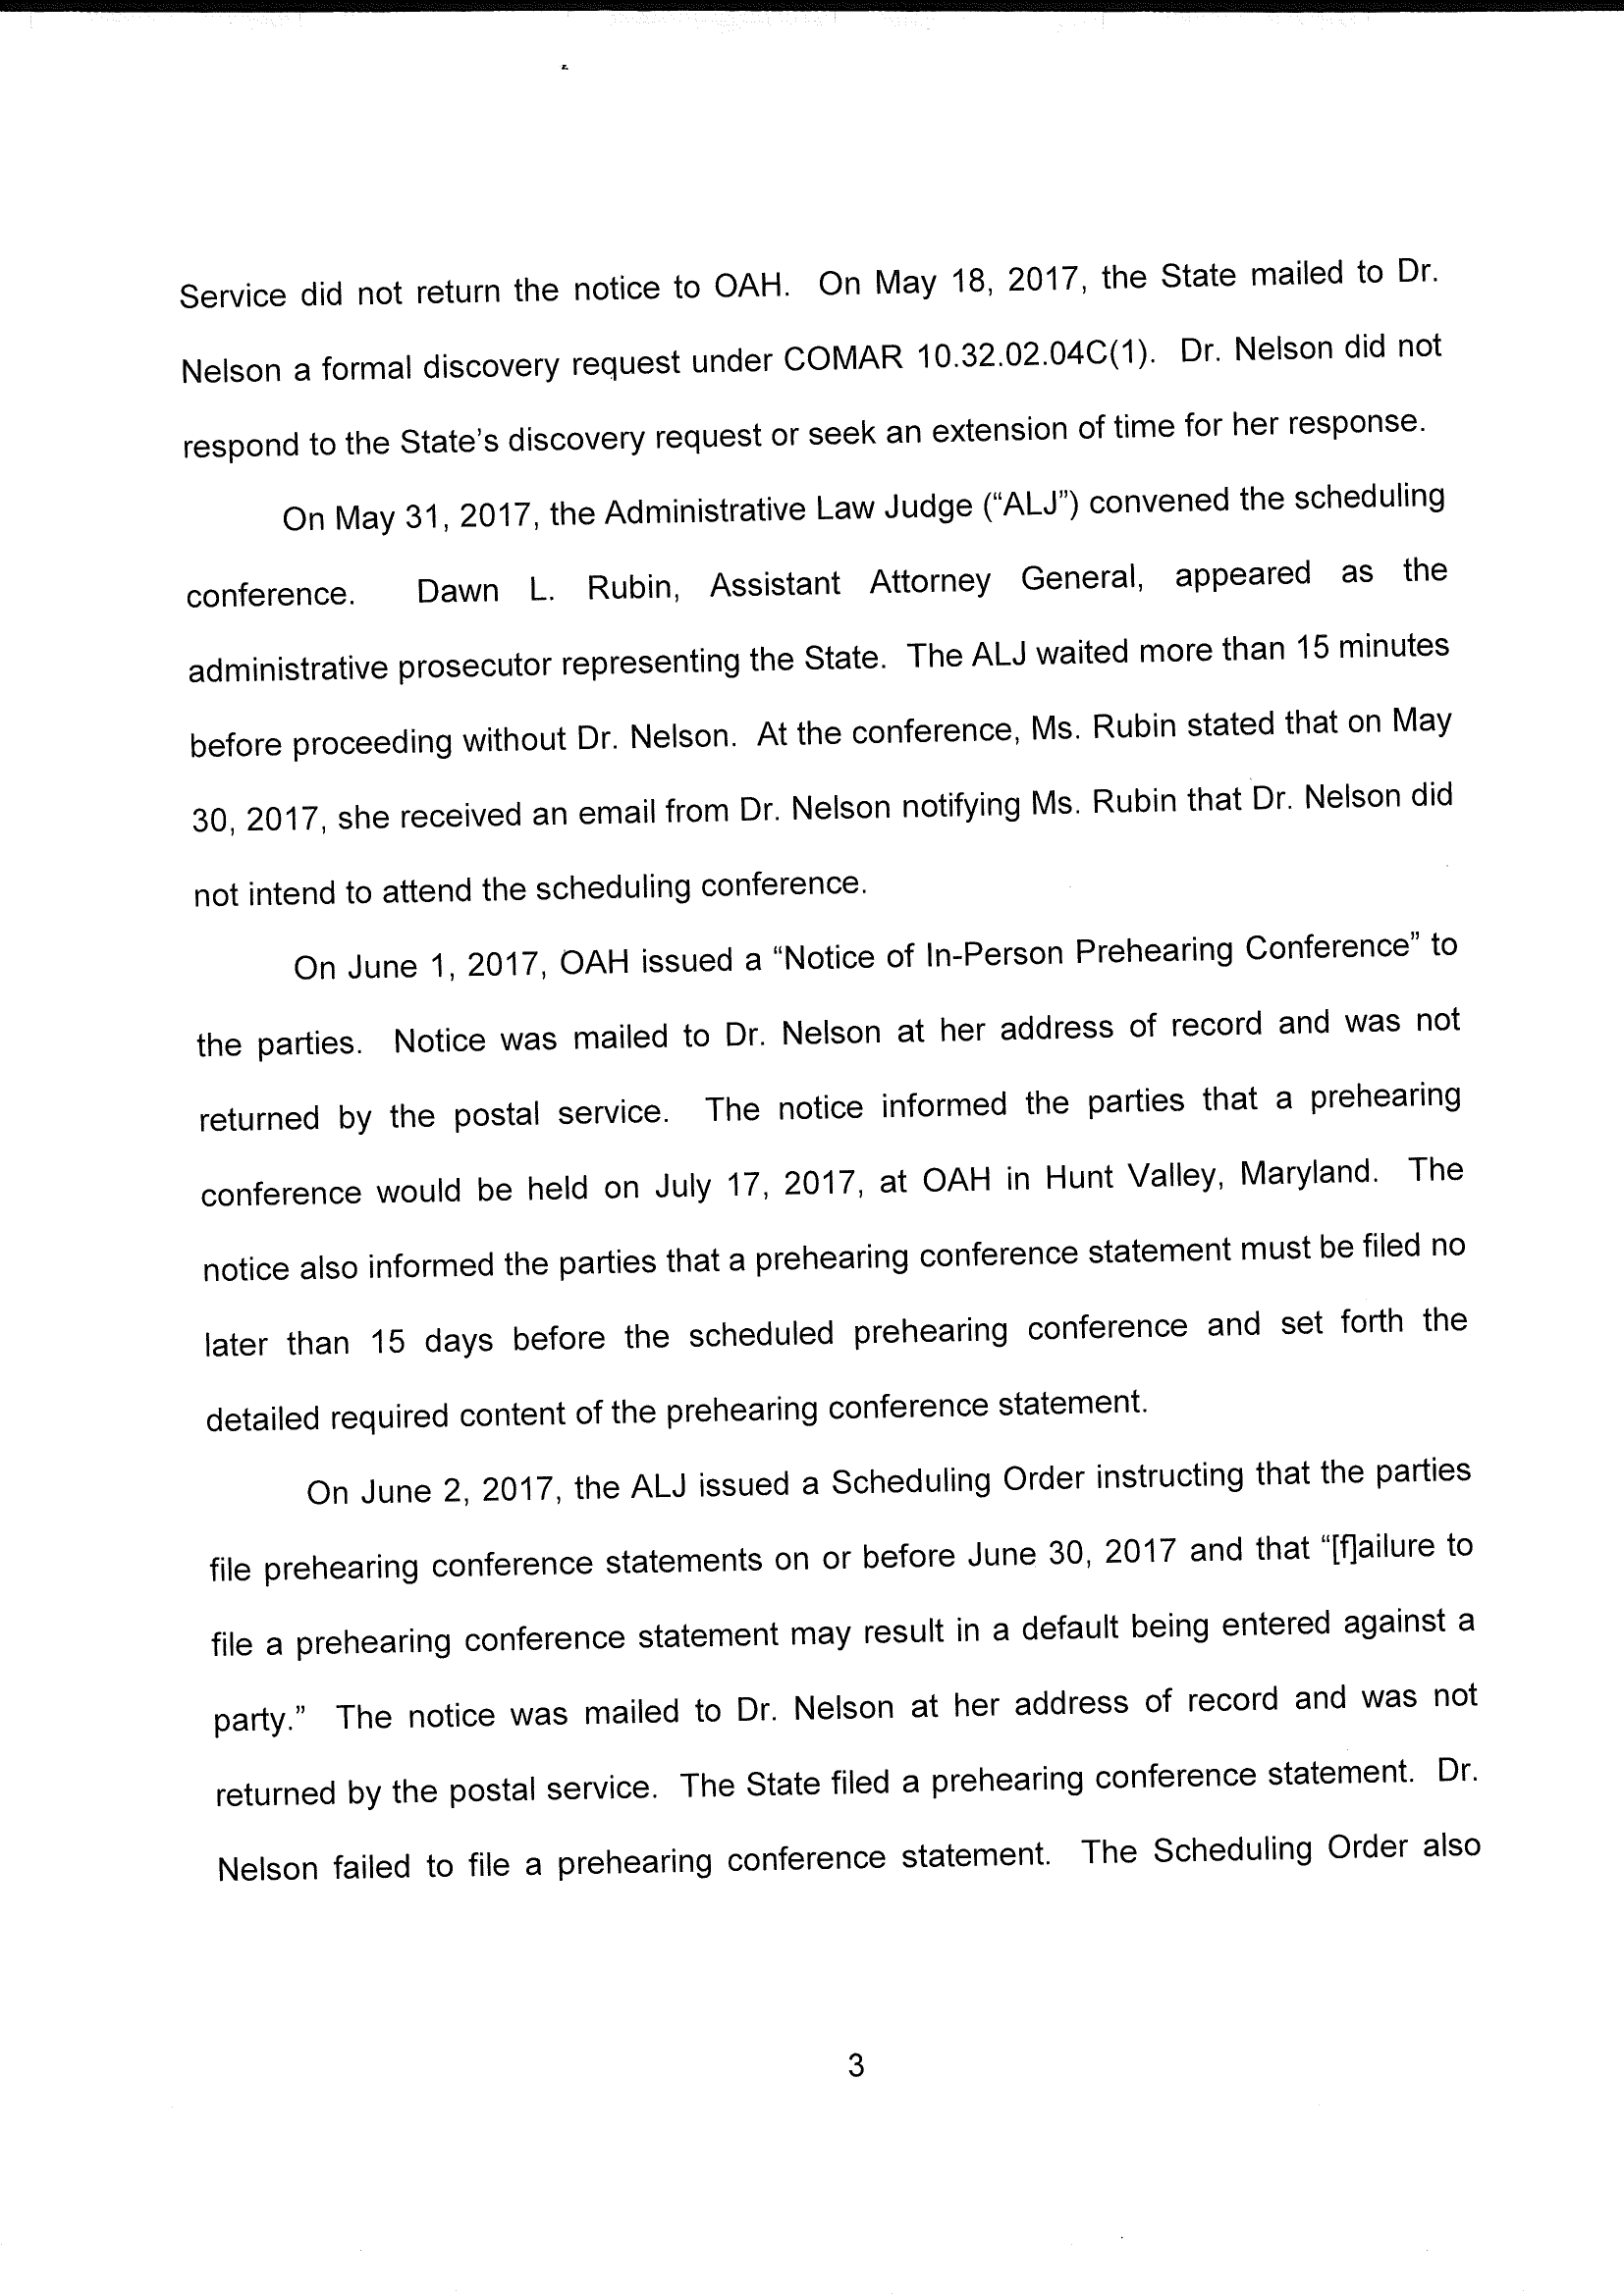 Service did not return the notice to OAH. On May 18, 2017, the State mailed to Dr.
Nelson a formal discovery request under COMAR 10.32.02.04C(1). Dr. Nelson did not
respond to the State's discovery request or seek an extension of time for her response.
On May 31, 2017, the Administrative Law Judge (“ALJ”) convened the scheduling
conference. Dawn L. Rubin, Assistant Attorney General, appeared as the
administrative prosecutor representing the State. The ALJ waited more than 15 minutes
before proceeding without Dr. Nelson. At the conference, Ms. Rubin stated that on May
30, 2017, she received an email from Dr. Nelson notifying Ms. Rubin that Dr. Nelson did
not intend to attend the scheduling conference.
On June 1, 2017, OAH issued a “Notice of In-Person Prehearing Conference” to
the parties. Notice was mailed to Dr. Nelson at her address of record and was not
returned by the postal service. The notice informed the parties that a prehearing
conference would be held on July 17, 2017, at OAH in Hunt Valley, Maryland. The
notice also informed the parties that a prehearing conference statement must be filed no
later than 15 days before the scheduled prehearing conference and set forth the
detailed required content of the prehearing conference statement.
On June 2, 2017, the ALJ issued a Scheduling Order instructing that the parties
file prehearing conference statements on or before June 30, 2017 and that “[f]ailure to
file a prehearing conference statement may result in a default being entered against a
party.” The notice was mailed to Dr. Nelson at her address of record and was not
returned by the postal service. The State filed a prehearing conference statement. Dr.
Nelson failed to file a prehearing conference statement. The Scheduling Order also
3